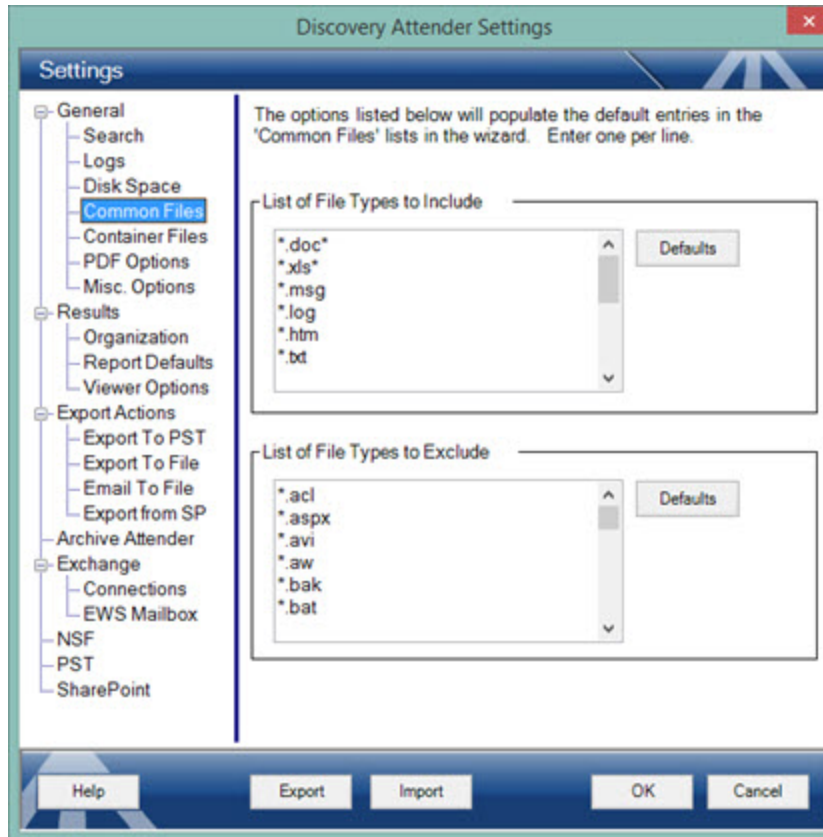 Discovery Attender Settings
Settings
General
Search
Logs
Disk Space
Common Files
Container Files
PDF Options
Misc. Options
Results
Organization
Report Defaults
Viewer Options
Export Actions
Export To PST
Export To File
Email To File
Export from SP
Archive Attender
Exchange
Connections
EWS Mailbox
NSF
PST
SharePoint
The options listed below will populate the default entries in the
'Common Files' lists in the wizard. Enter one per line.
List of File Types to Include
*.doc*
*.xls*
*.msg
*.log
*.htm
*.txt
Defaults
List of File Types to Exclude
*.acl
*.aspx
*.avi
*.aw
*.bak
*.bat
Defaults
Help
Export
Import
OK
Cancel